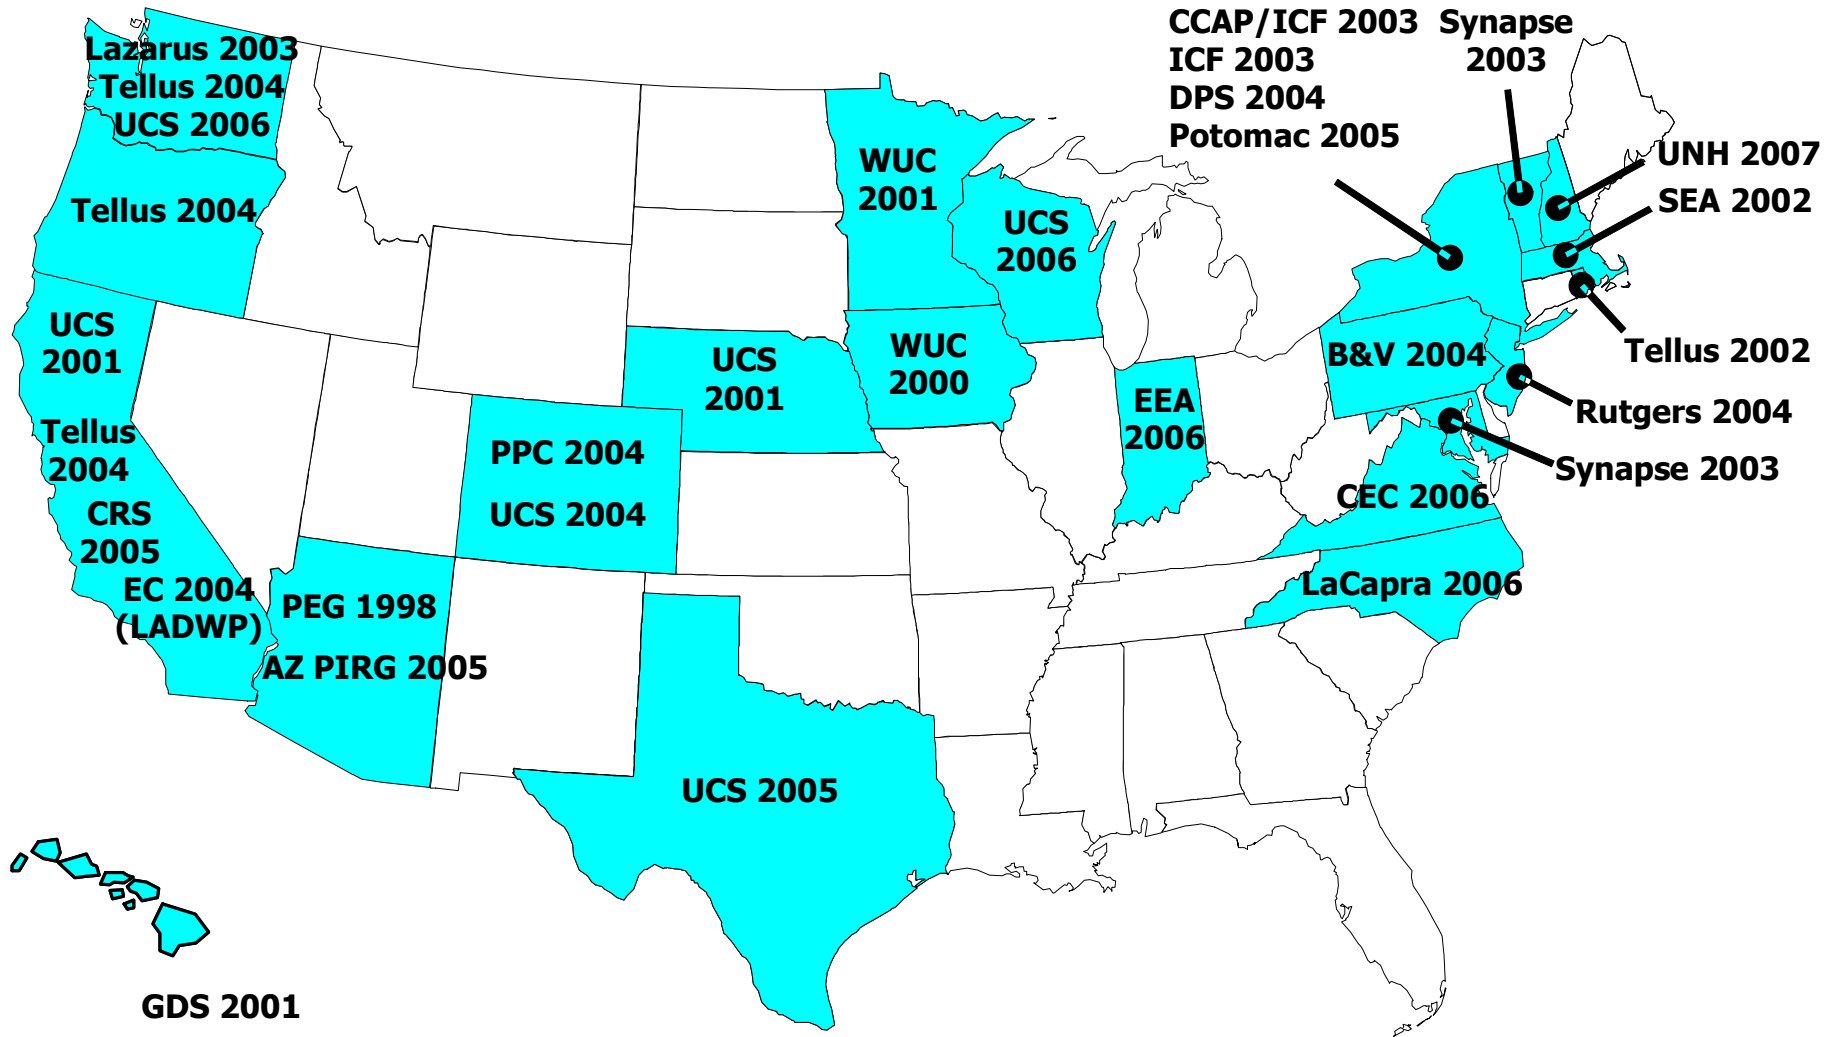 CCAP/ICF 2003
ICF 2003
DPS 2004
Potomac 2005
Synapse
2003
Lazarus 2003
Tellus 2004
UCS 2006
Tellus 2004
UCS
2001
Tellus
2004
CRS
2005
EC 2004
(LADWP)
PEG 1998
AZ PIRG 2005
PPC 2004
UCS 2004
UCS
2001
UCS 2005
WUC
2001
WUC
2000
UCS
2006
EEA
2006
B&V 2004
CEC 2006
LaCapra 2006
UNH 2007
SEA 2002
Tellus 2002
Rutgers 2004
Synapse 2003
GDS 2001